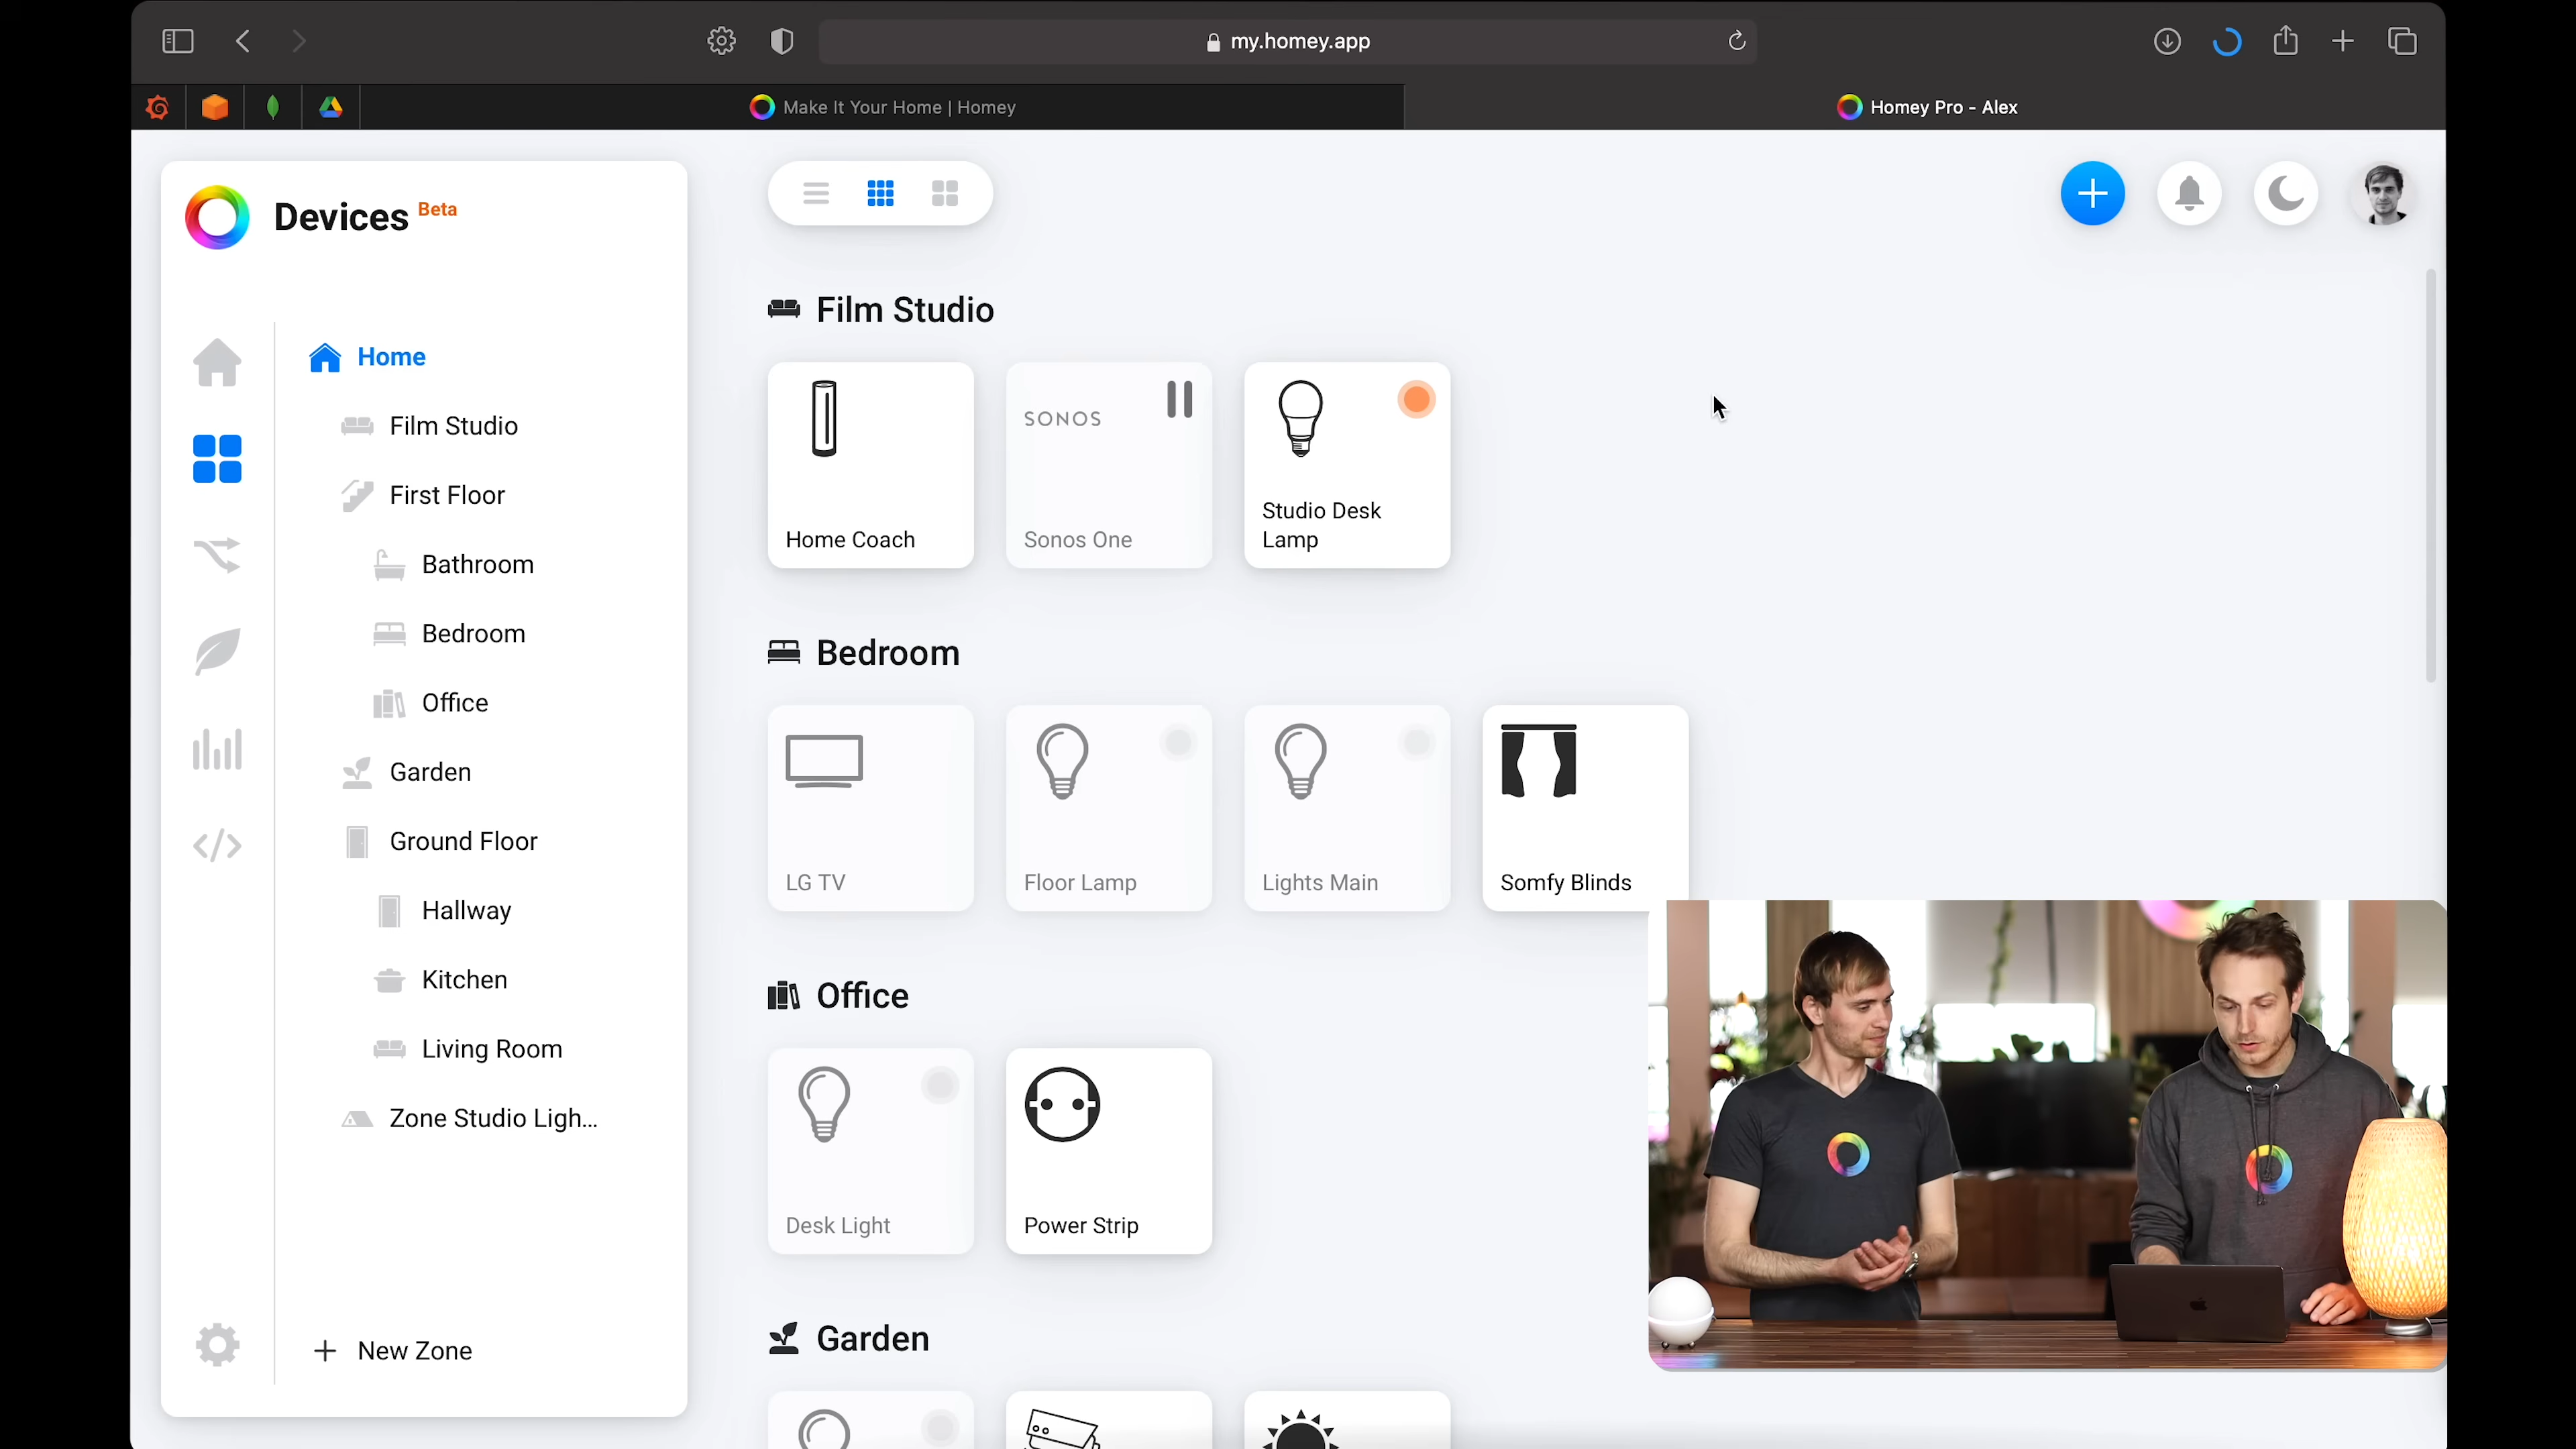 my.homey.app
Make It Your Home | Homey
Homey Pro - Alex
Devices Beta
Home
Film Studio
First Floor
Bathroom
Bedroom
Office
Garden
Ground Floor
Hallway
Kitchen
Living Room
Zone Studio Ligh...
New Zone
Film Studio
Home Coach
SONOS
Sonos One
Studio Desk
Lamp
Bedroom
LG TV
Floor Lamp
Lights Main
Somfy Blinds
Office
Desk Light
Power Strip
Garden